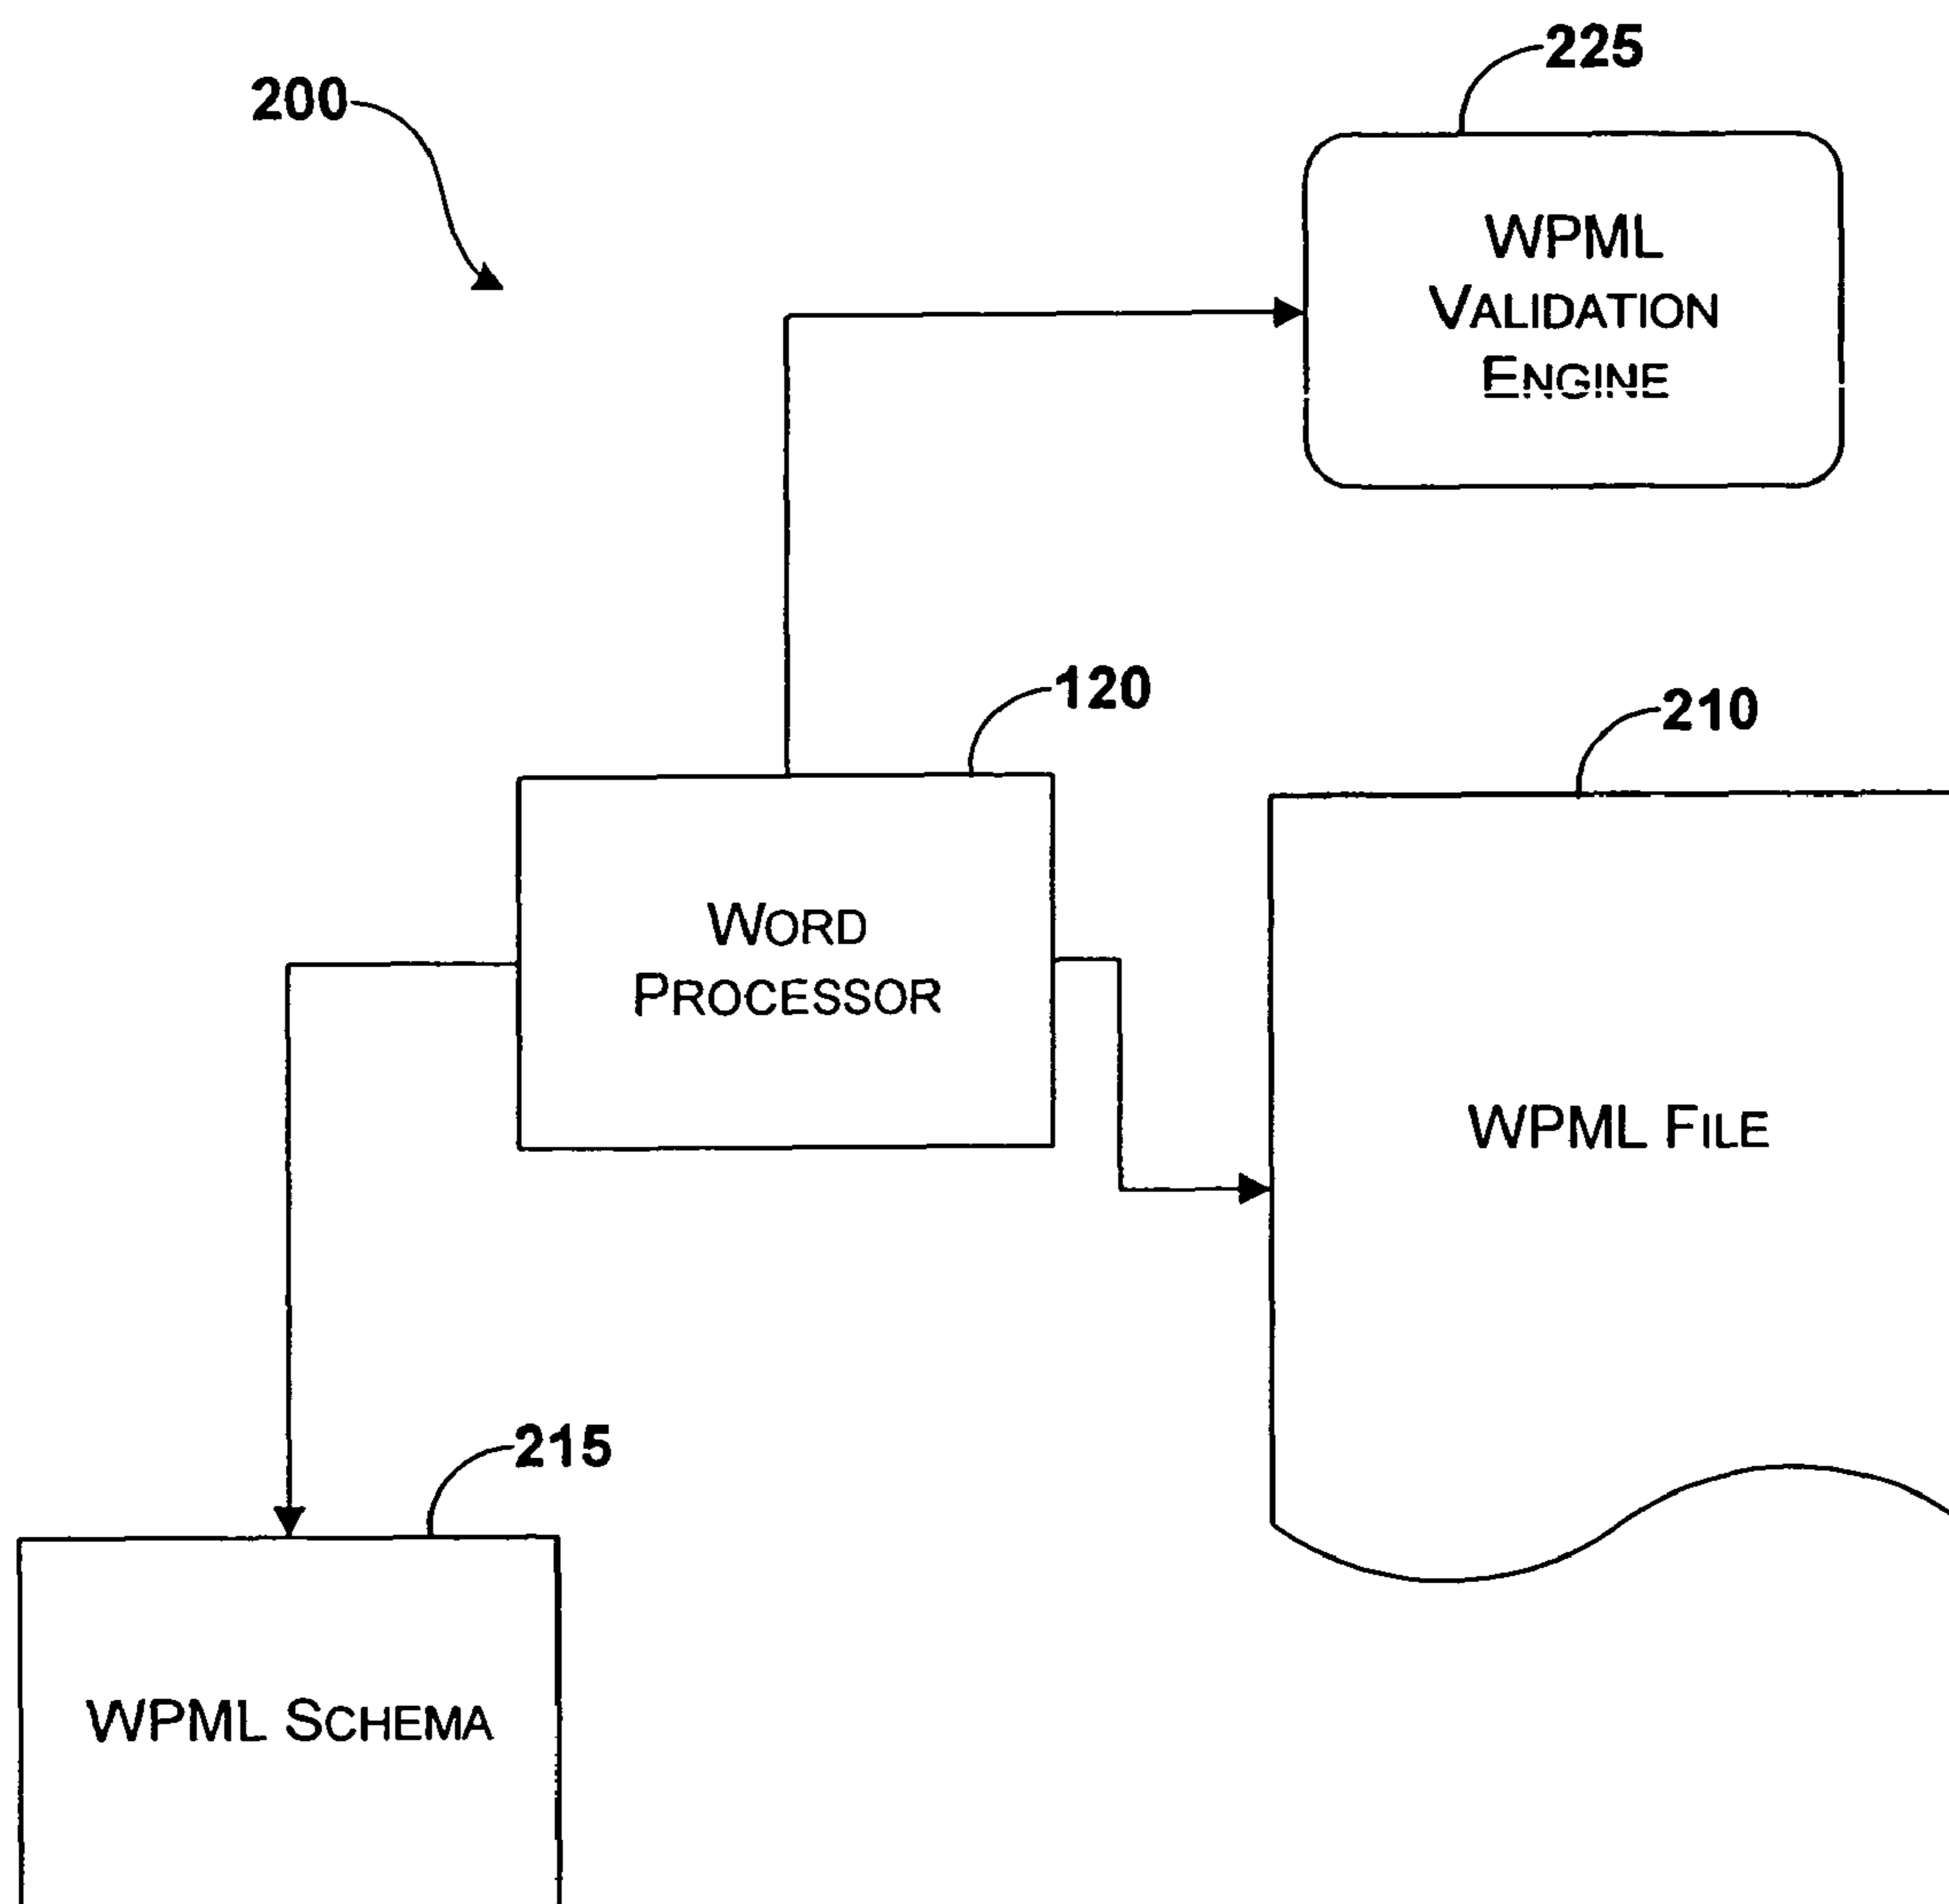 225
200
WPML
VALIDATION
ENGINE
120
210
WORD
PROCESSOR
WPML FILE
215
WPML SCHEMA